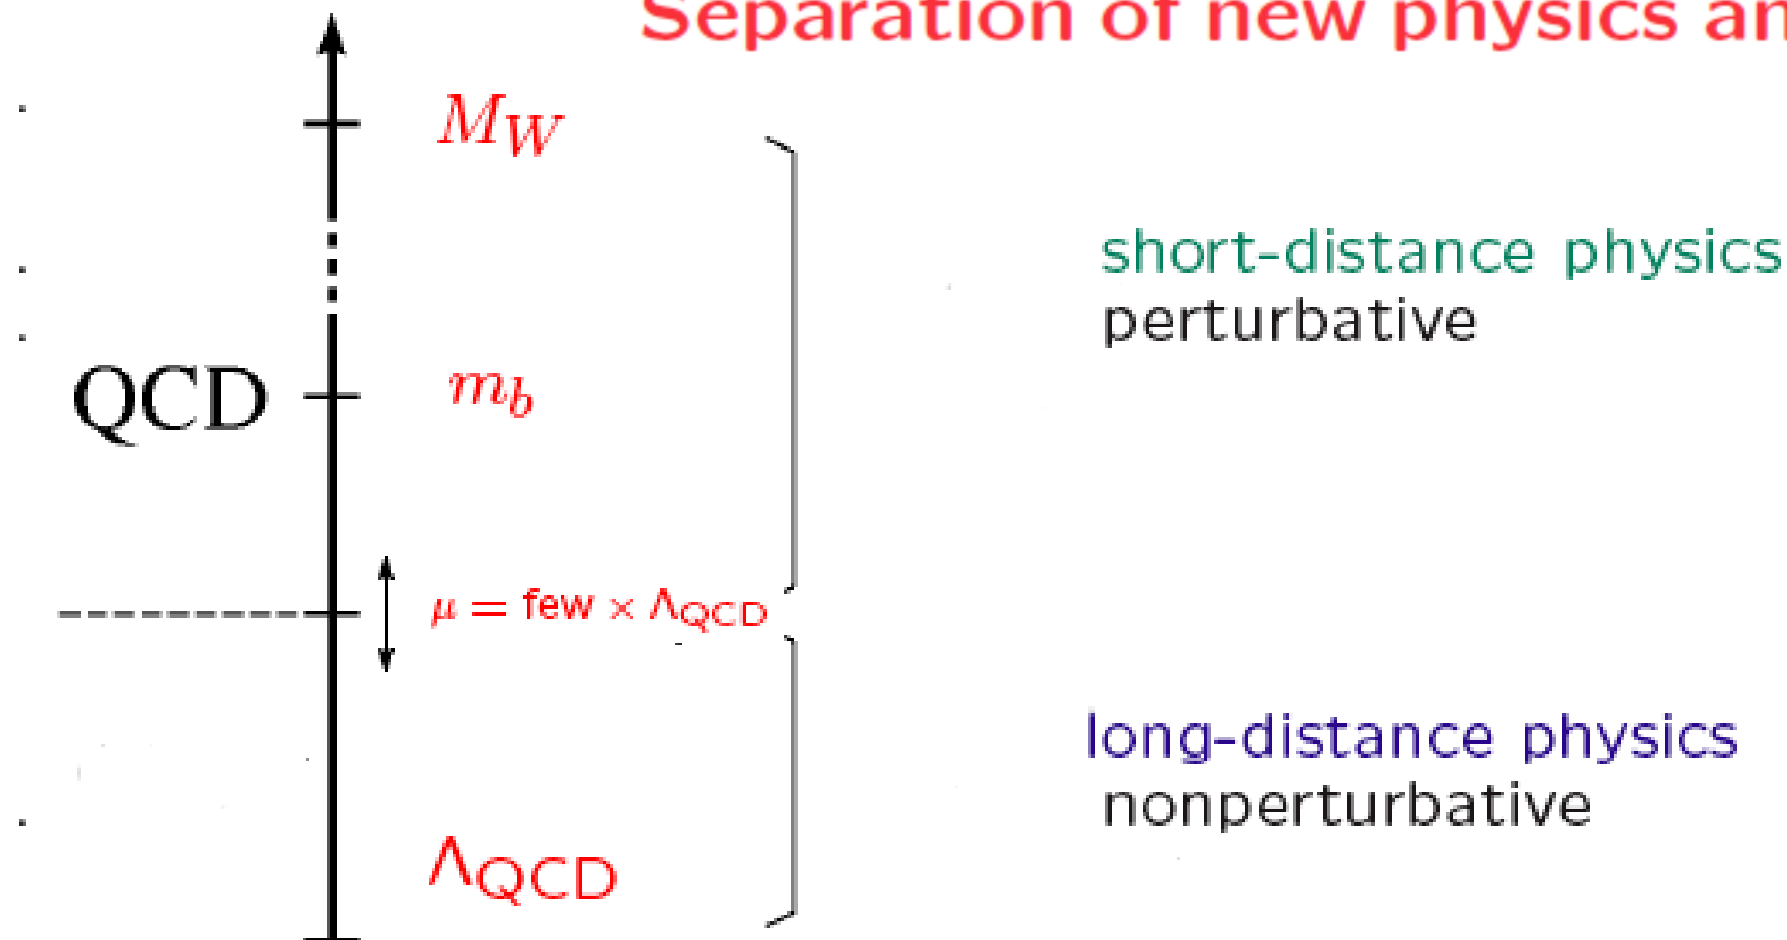 Separation of new physics an
M_W
short-distance physics
perturbative
QCD
m_b
μ = few × Λ_QCD
long-distance physics
nonperturbative
Λ_QCD